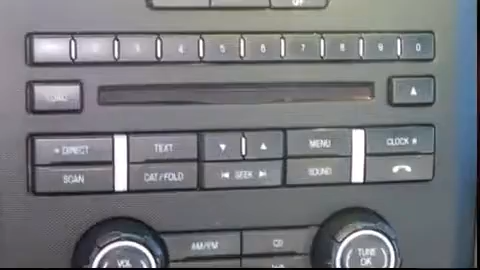 1 2 3 4 5 6 7 8 9 0
LOAD
DIRECT TEXT MENU CLOCK
SCAN CAT/FOLD SEEK SOUND
AM/FM CD
VOL TUNE
OK